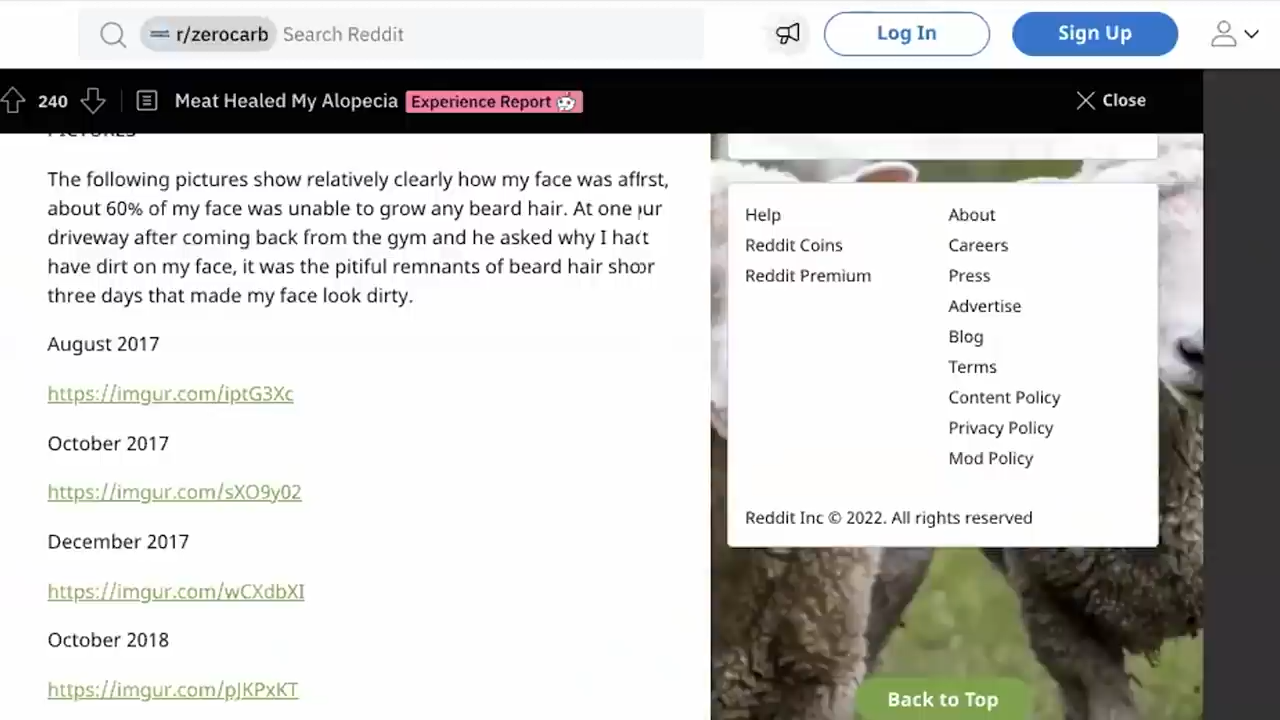 r/zerocarb Search Reddit
Log In
Sign Up
240
Meat Healed My Alopecia Experience Report
Close
PICTURES
The following pictures show relatively clearly how my face was
about 60% of my face was unable to grow any beard hair. At one
driveway after coming back from the gym and he asked why I
have dirt on my face, it was the pitiful remnants of beard hair
three days that made my face look dirty.
August 2017
https://imgur.com/iptG3Xc
October 2017
https://imgur.com/sXO9y02
December 2017
https://imgur.com/wCXdbXI
October 2018
https://imgur.com/pJKPxKT
Help
Reddit Coins
Reddit Premium
About
Careers
Press
Advertise
Blog
Terms
Content Policy
Privacy Policy
Mod Policy
Reddit Inc © 2022. All rights reserved
Back to Top